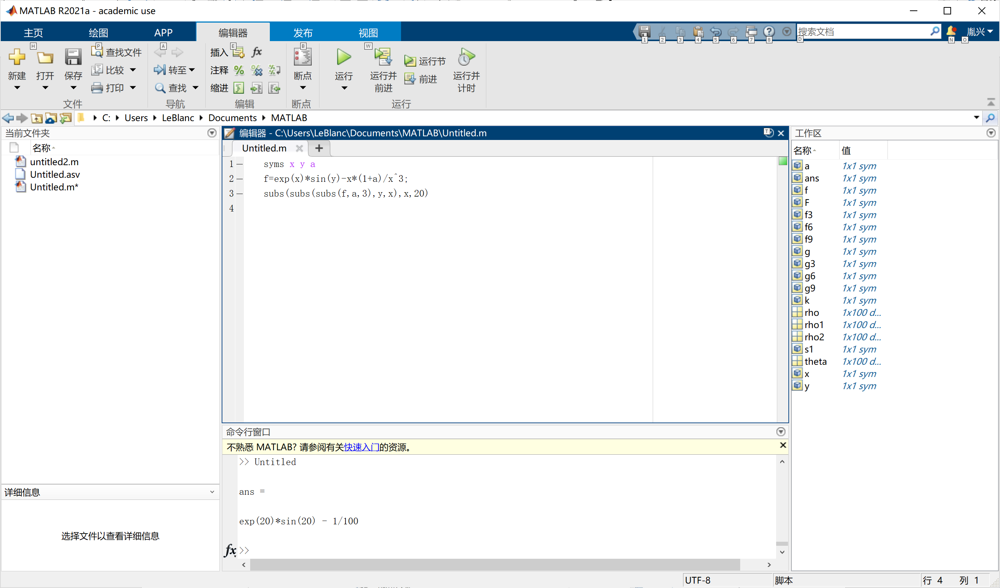 MATLAB R2021a - academic use
主页 绘图 APP 编辑器 发布 视图
1 2 3 4 5 6 7 8 搜索文档 D N 胤兴 O
H P A E B W
新建 打开 保存 查找文件 比较 打印
文件
转至 查找
导航
插入 fx
注释
缩进
编辑
断点
断点
运行 运行并前进 运行节 前进 运行并计时
运行
C: Users LeBlanc Documents MATLAB
当前文件夹
名称
untitled2.m
Untitled.asv
Untitled.m*
详细信息
选择文件以查看详细信息
编辑器 - C:\Users\LeBlanc\Documents\MATLAB\Untitled.m T
Untitled.m
1 syms x y a
2 f=exp(x)*sin(y)-x*(1+a)/x^3;
3 subs(subs(subs(f,a,3),y,x),x,20)
4
命令行窗口
不熟悉 MATLAB? 请参阅有关快速入门的资源。
>> Untitled
ans =
exp(20)*sin(20) - 1/100
fx >>
工作区
名称 值
a 1x1 sym
ans 1x1 sym
f 1x1 sym
F 1x1 sym
f3 1x1 sym
f6 1x1 sym
f9 1x1 sym
g 1x1 sym
g3 1x1 sym
g6 1x1 sym
g9 1x1 sym
k 1x1 sym
rho 1x100 d...
rho1 1x100 d...
rho2 1x100 d...
s1 1x1 sym
theta 1x100 d...
x 1x1 sym
y 1x1 sym
UTF-8 脚本 行 4 列 1